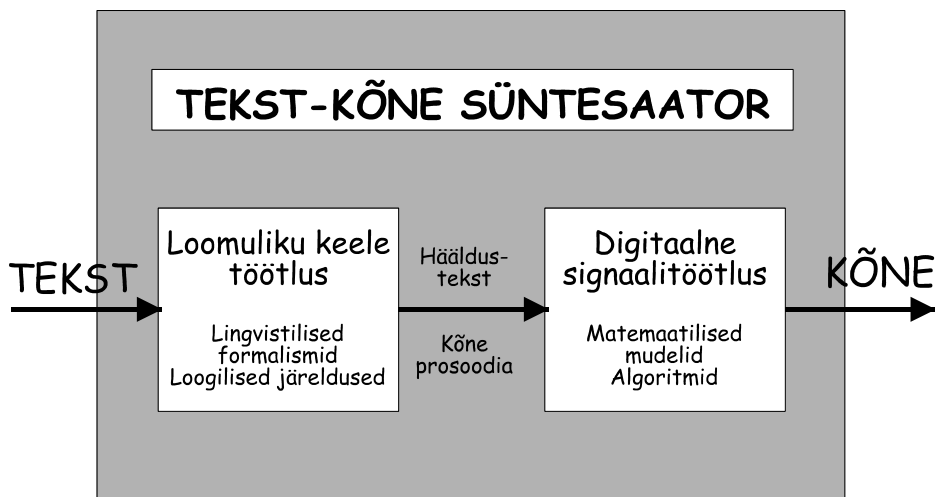 TEKST-KÕNE SÜNTESAATOR
TEKST
Loomuliku keele
töötlus
Lingvistilised
formalismid
Loogilised järeldused
Hääldus-
tekst
Kõne
prosoodia
Digitaalne
signaalitöötlus
Matemaatilised
mudelid
Algoritmid
KÕNE